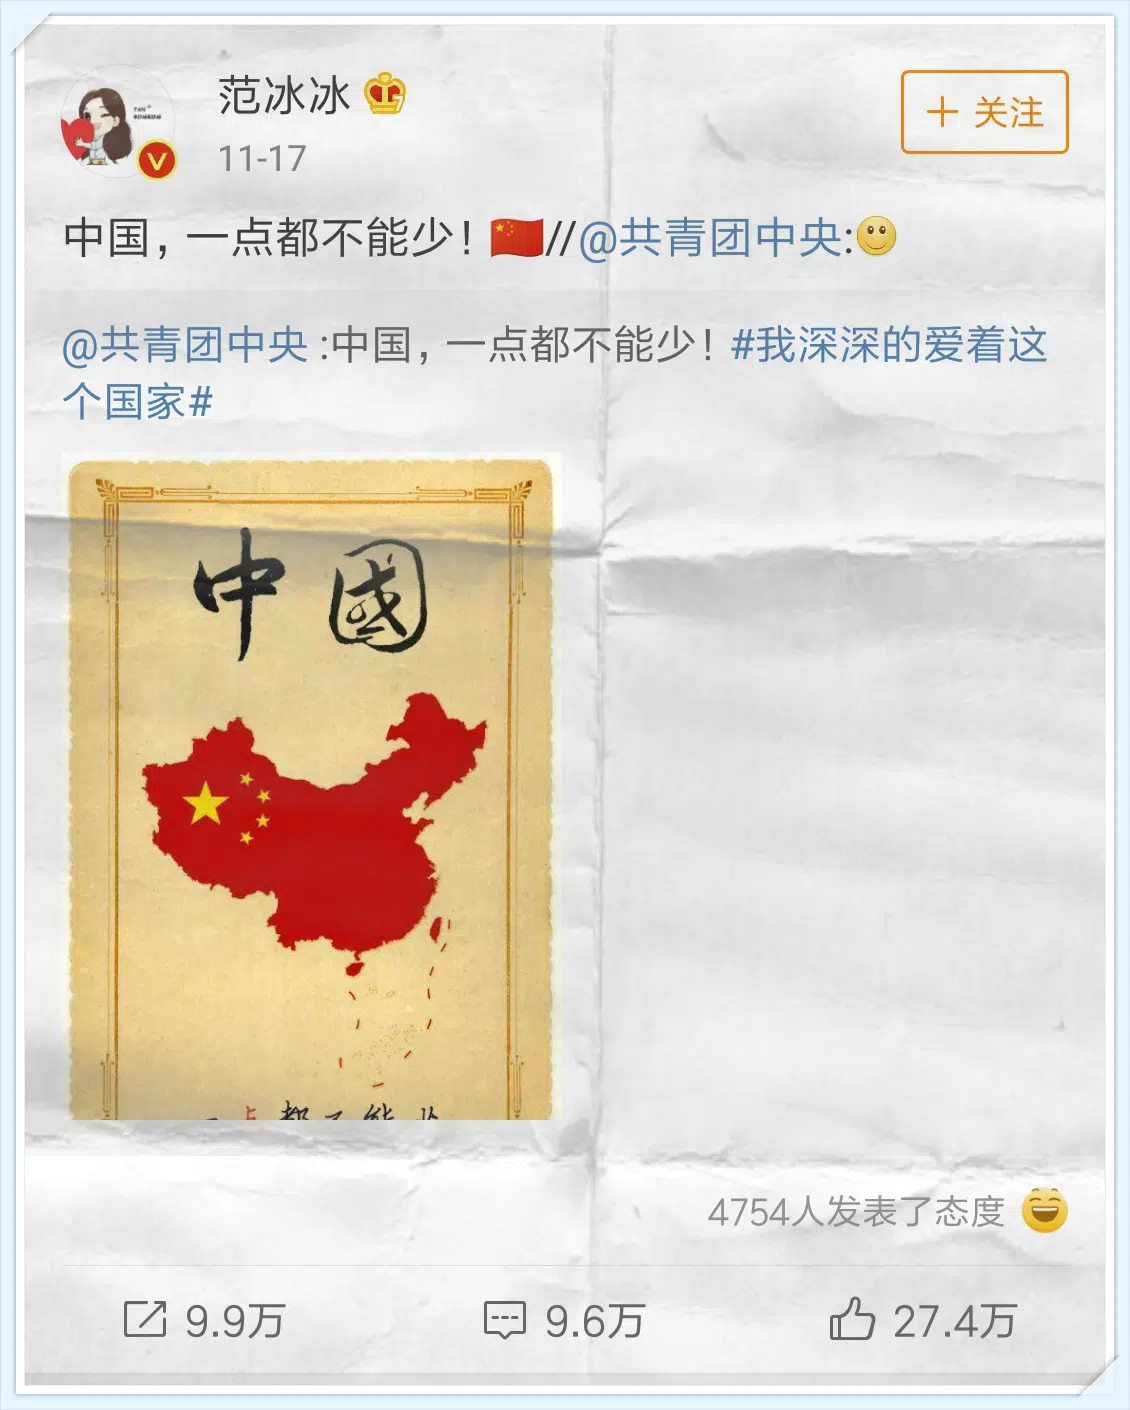 范冰冰
11-17
+ 关注
中国，一点都不能少！🇨🇳//@共青团中央:🙂
@共青团中央 :中国，一点都不能少！#我深深的爱着这
个国家#
中國
4754人发表了态度
9.9万
9.6万
27.4万